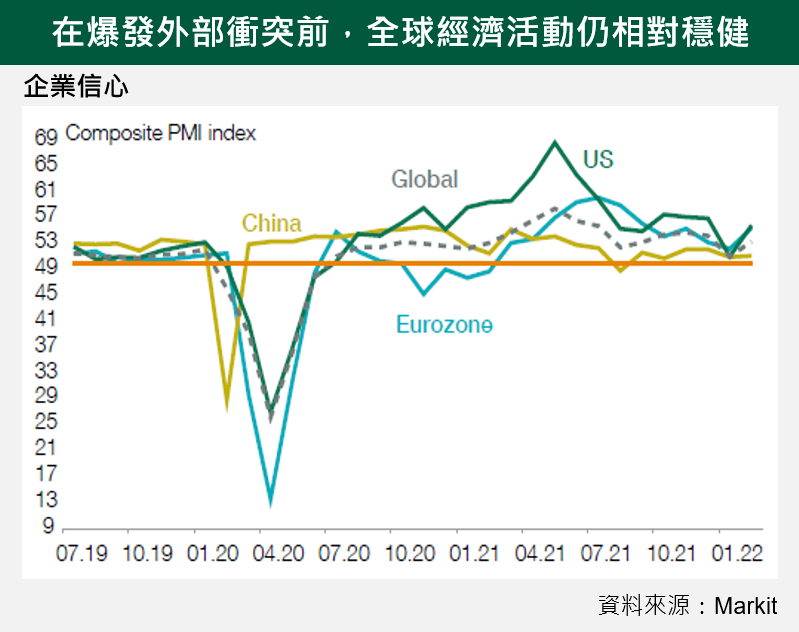 在爆發外部衝突前，全球經濟活動仍相對穩健
企業信心
Composite PMI index
69
65
61
57
53
49
45
41
37
33
29
25
21
17
13
9
US
Global
China
Eurozone
07.19 10.19 01.20 04.20 07.20 10.20 01.21 04.21 07.21 10.21 01.22
資料來源：Markit